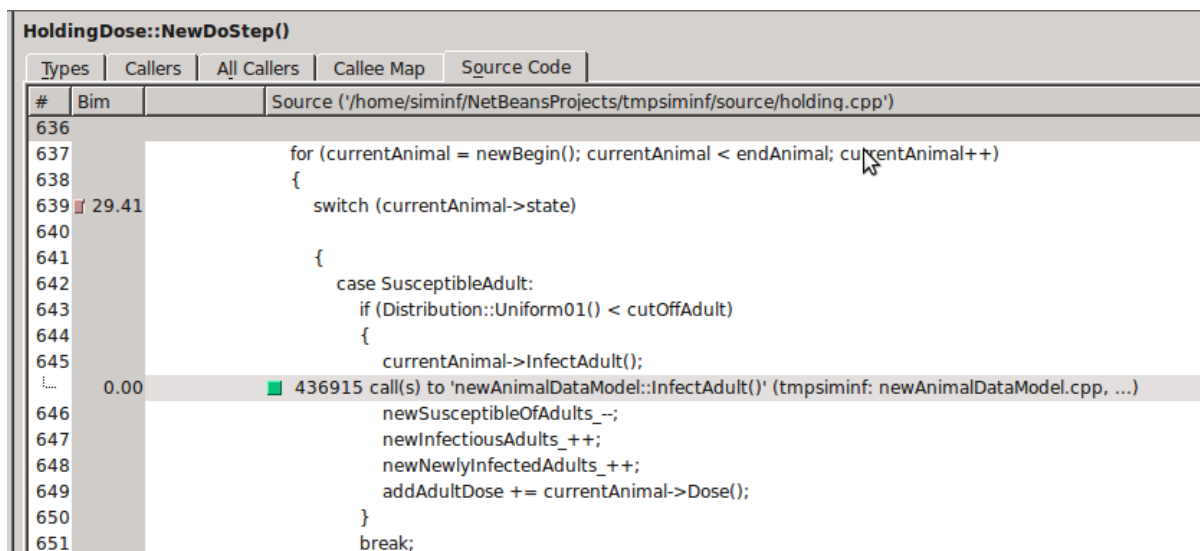 HoldingDose::NewDoStep()
Types Callers All Callers Callee Map Source Code
# Bim Source ('/home/siminf/NetBeansProjects/tmpsiminf/source/holding.cpp')
636
637 for (currentAnimal = newBegin(); currentAnimal < endAnimal; currentAnimal++)
638 {
639 29.41 switch (currentAnimal->state)
640
641 {
642 case SusceptibleAdult:
643 if (Distribution::Uniform01() < cutOffAdult)
644 {
645 currentAnimal->InfectAdult();
0.00 436915 call(s) to 'newAnimalDataModel::InfectAdult()' (tmpsiminf: newAnimalDataModel.cpp, ...)
646 newSusceptibleOfAdults_--;
647 newInfectiousAdults_++;
648 newNewlyInfectedAdults_++;
649 addAdultDose += currentAnimal->Dose();
650 }
651 break;